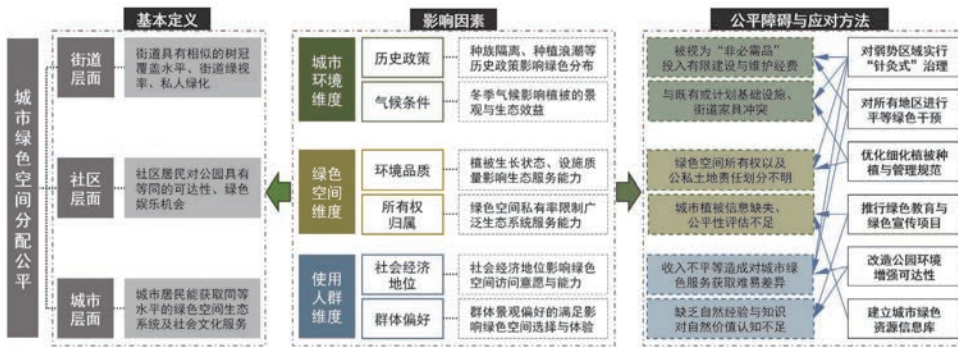 基本定义
影响因素
公平障碍与应对方法
城市绿色空间分配公平
街道
层面
街道具有相似的树冠
覆盖水平、街道绿视
率、私人绿化
社区
层面
社区居民对公园具有
等同的可达性、绿色
娱乐机会
城市
层面
城市居民能获取同等
水平的绿色空间生态
系统及社会文化服务
城市
环境
维度
历史政策
种族隔离、种植浪潮等
历史政策影响绿色分布
气候条件
冬季气候影响植被的景
观与生态效益
绿色
空间
维度
环境品质
植被生长状态、设施质
量影响生态服务能力
所有权
归属
绿色空间私有率限制广
泛生态系统服务能力
使用
人群
维度
社会经济
地位
社会经济地位影响绿色
空间访问意愿与能力
群体偏好
群体景观偏好的满足影
响绿色空间选择与体验
被视为“非必需品”
投入有限建设与维护经费
与既有或计划基础设施、
街道家具冲突
绿色空间所有权以及
公私土地责任划分不明
城市植被信息缺失、
公平性评估不足
收入不平等造成对城市绿
色服务获取难易差异
缺乏自然经验与知识
对自然价值认知不足
对弱势区域实行
“针灸式”治理
对所有地区进行
平等绿色干预
优化细化植被种
植与管理规范
推行绿色教育与
绿色宣传项目
改造公园环境
增强可达性
建立城市绿色
资源信息库